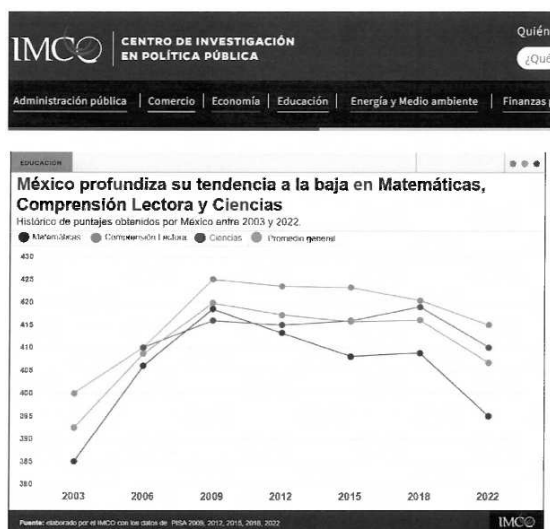 IMCO
CENTRO DE INVESTIGACIÓN
EN POLÍTICA PÚBLICA
Quién
¿Qué
Administración pública | Comercio | Economía | Educación | Energía y Medio ambiente | Finanzas
EDUCACIÓN
México profundiza su tendencia a la baja en Matemáticas,
Comprensión Lectora y Ciencias
Histórico de puntajes obtenidos por México entre 2003 y 2022.
Matemáticas Comprensión Lectora Ciencias Promedio general
430
425
420
415
410
405
400
395
390
385
380
2003 2006 2009 2012 2015 2018 2022
Fuente: elaborado por el IMCO con los datos de PISA 2009, 2012, 2015, 2018, 2022
IMCO